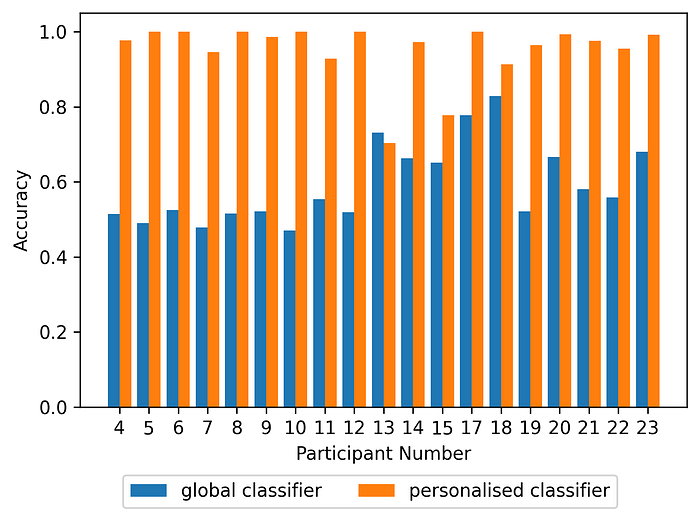 1.0
0.8
0.6
0.4
0.2
0.0
Accuracy
4 5 6 7 8 9 10 11 12 13 14 15 17 18 19 20 21 22 23
Participant Number
global classifier personalised classifier